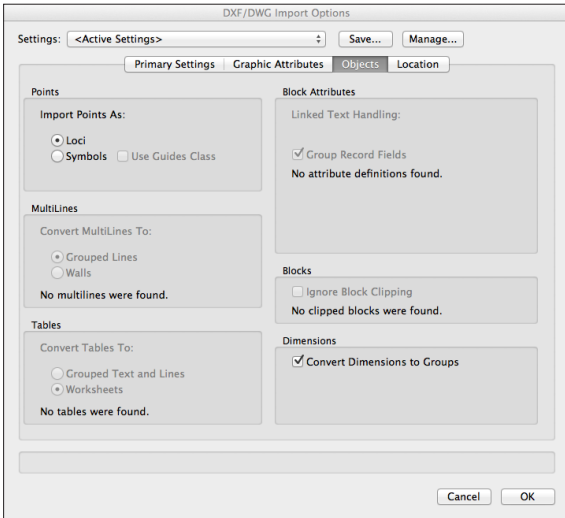 DXF/DWG Import Options
Settings: <Active Settings> Save... Manage...
Primary Settings Graphic Attributes Objects Location
Points
Import Points As:
Loci
Symbols Use Guides Class
MultiLines
Convert MultiLines To:
Grouped Lines
Walls
No multilines were found.
Tables
Convert Tables To:
Grouped Text and Lines
Worksheets
No tables were found.
Block Attributes
Linked Text Handling:
Group Record Fields
No attribute definitions found.
Blocks
Ignore Block Clipping
No clipped blocks were found.
Dimensions
Convert Dimensions to Groups
Cancel OK